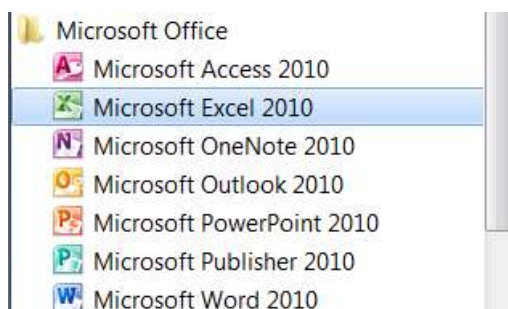 Microsoft Office
Microsoft Access 2010
Microsoft Excel 2010
Microsoft OneNote 2010
Microsoft Outlook 2010
Microsoft PowerPoint 2010
Microsoft Publisher 2010
Microsoft Word 2010